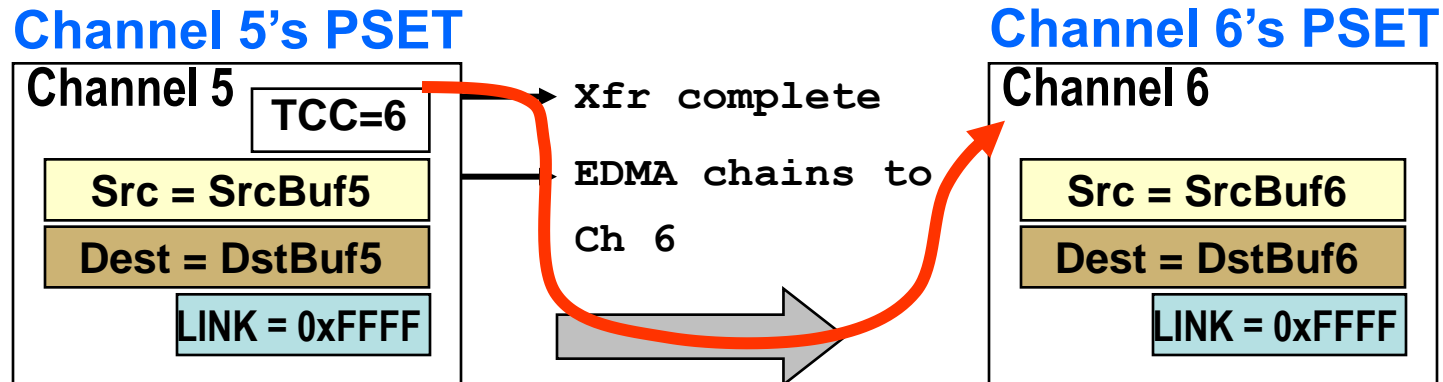 Channel 5's PSET
Channel 5
TCC=6
Src = SrcBuf5
Dest = DstBuf5
LINK = 0xFFFF
Xfr complete
EDMA chains to
Ch 6
Channel 6's PSET
Channel 6
Src = SrcBuf6
Dest = DstBuf6
LINK = 0xFFFF